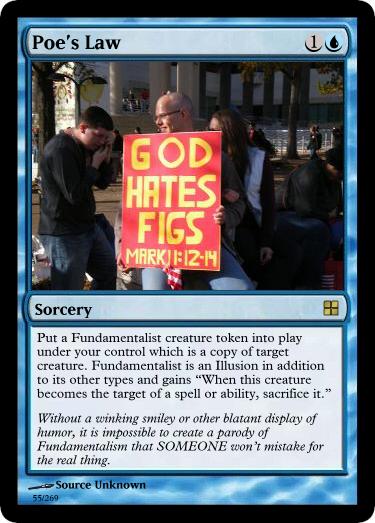 Poe's Law
1
GOD
HATES
FIGS
MARK 11:12-14
Sorcery
Put a Fundamentalist creature token into play
under your control which is a copy of target
creature. Fundamentalist is an Illusion in addition
to its other types and gains “When this creature
becomes the target of a spell or ability, sacrifice it.”
Without a winking smiley or other blatant display of
humor, it is impossible to create a parody of
Fundamentalism that SOMEONE won't mistake for
the real thing.
Source Unknown
55/269